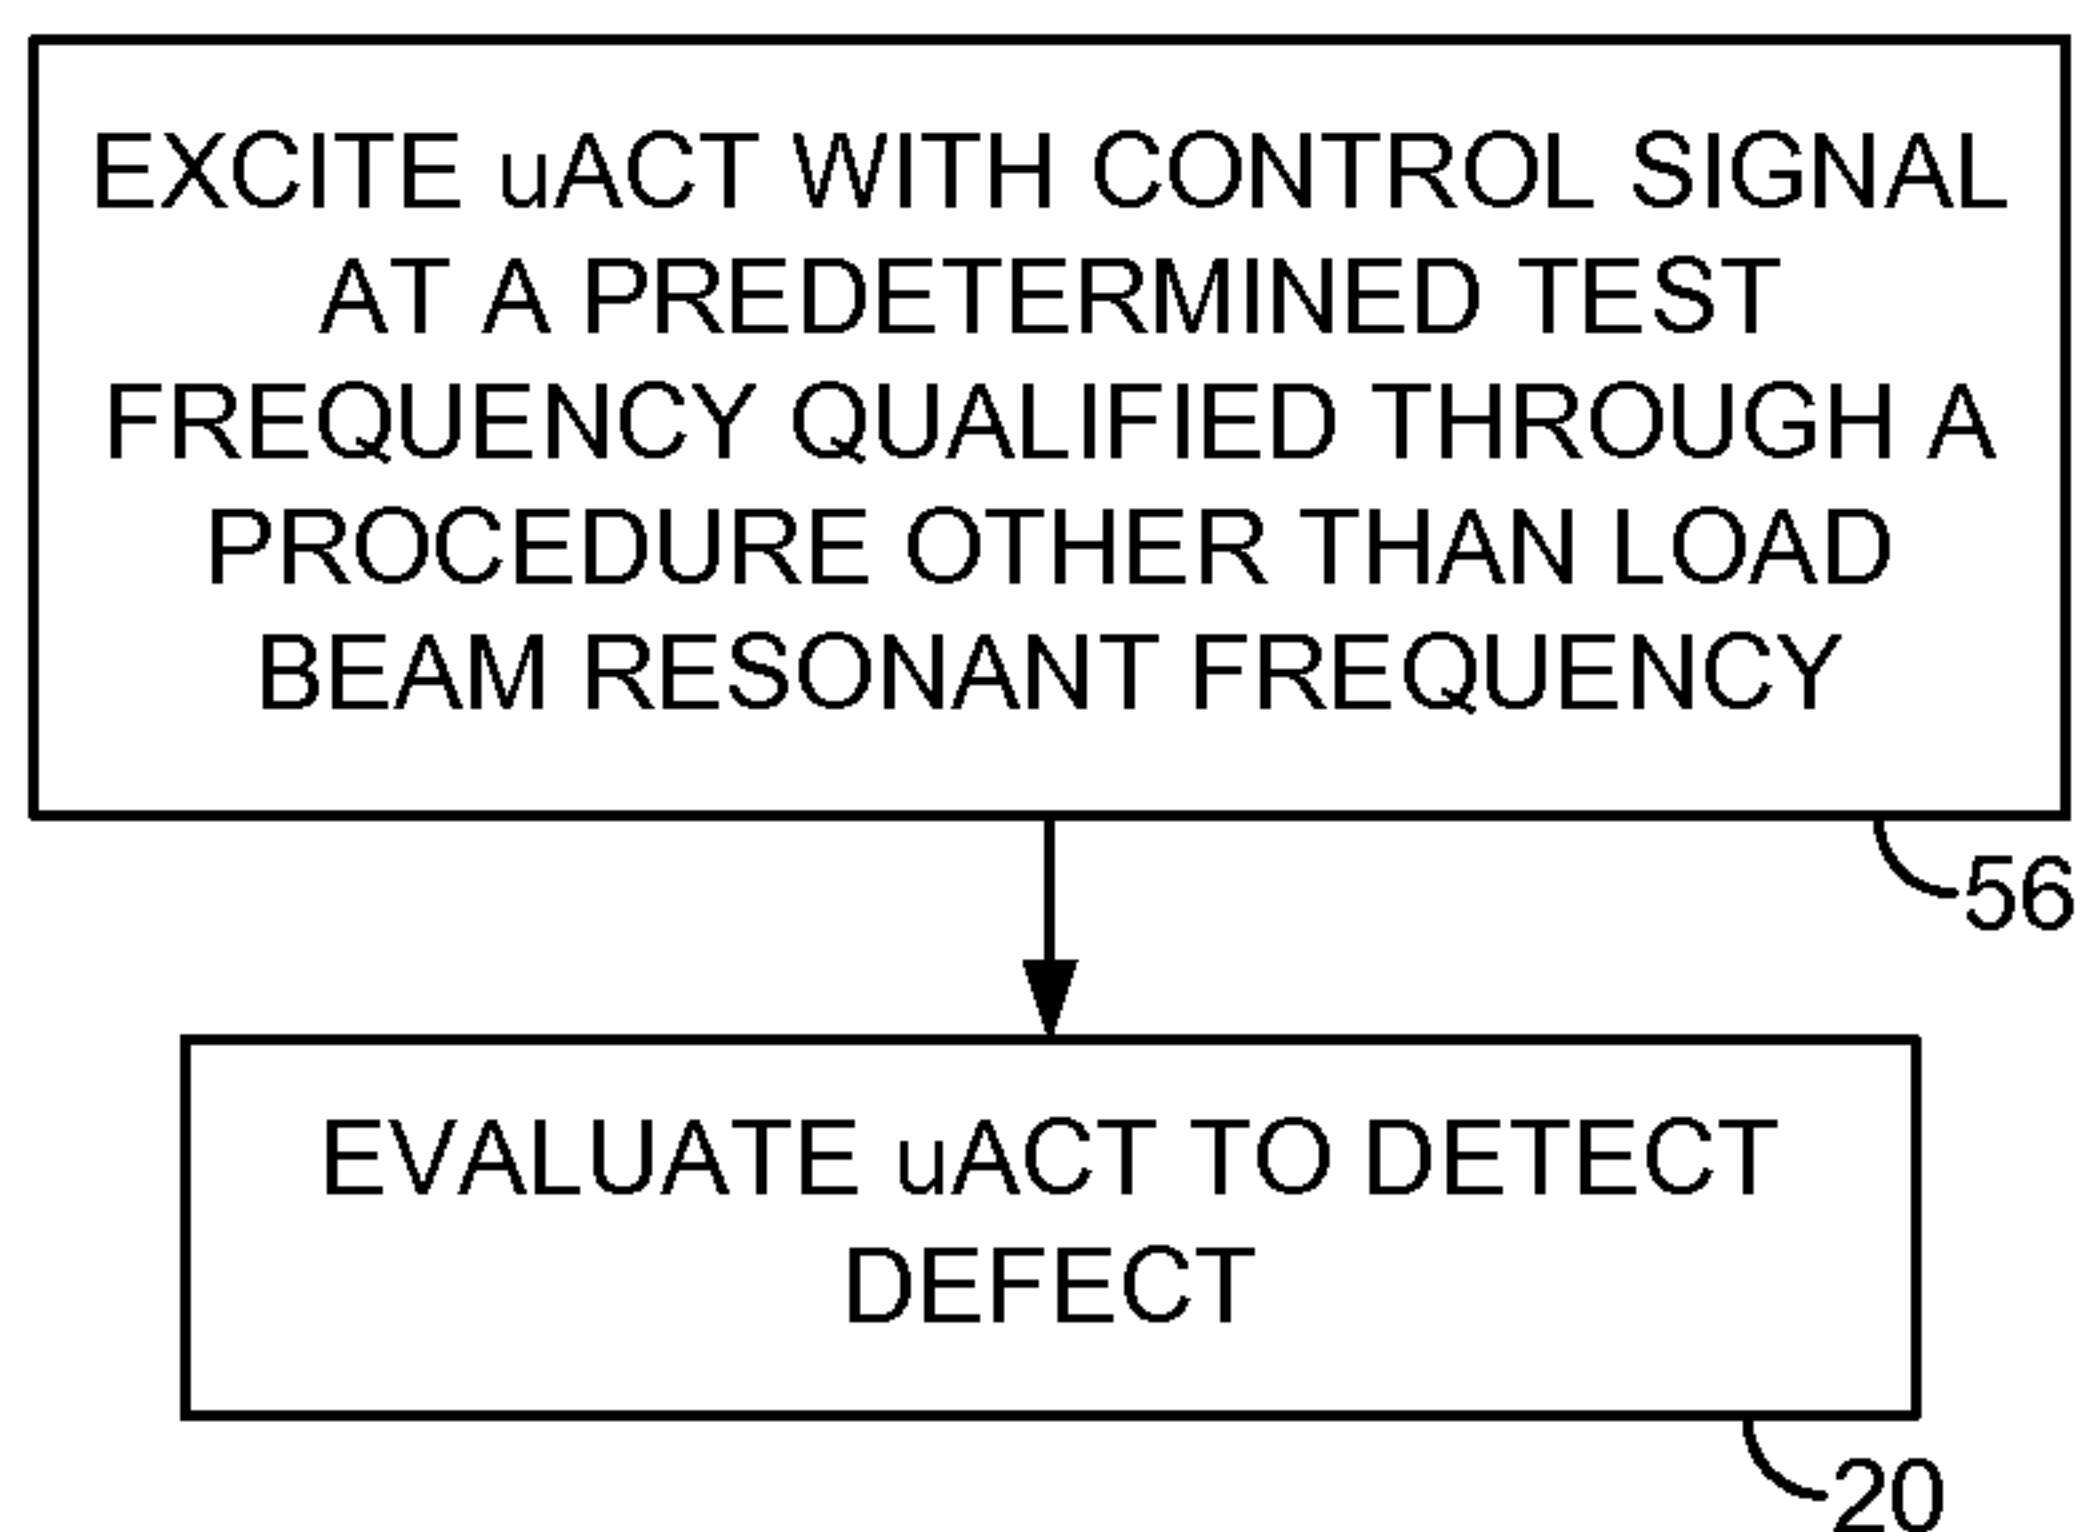 EXCITE uACT WITH CONTROL SIGNAL
AT A PREDETERMINED TEST
FREQUENCY QUALIFIED THROUGH A
PROCEDURE OTHER THAN LOAD
BEAM RESONANT FREQUENCY
56
EVALUATE uACT TO DETECT
DEFECT
20